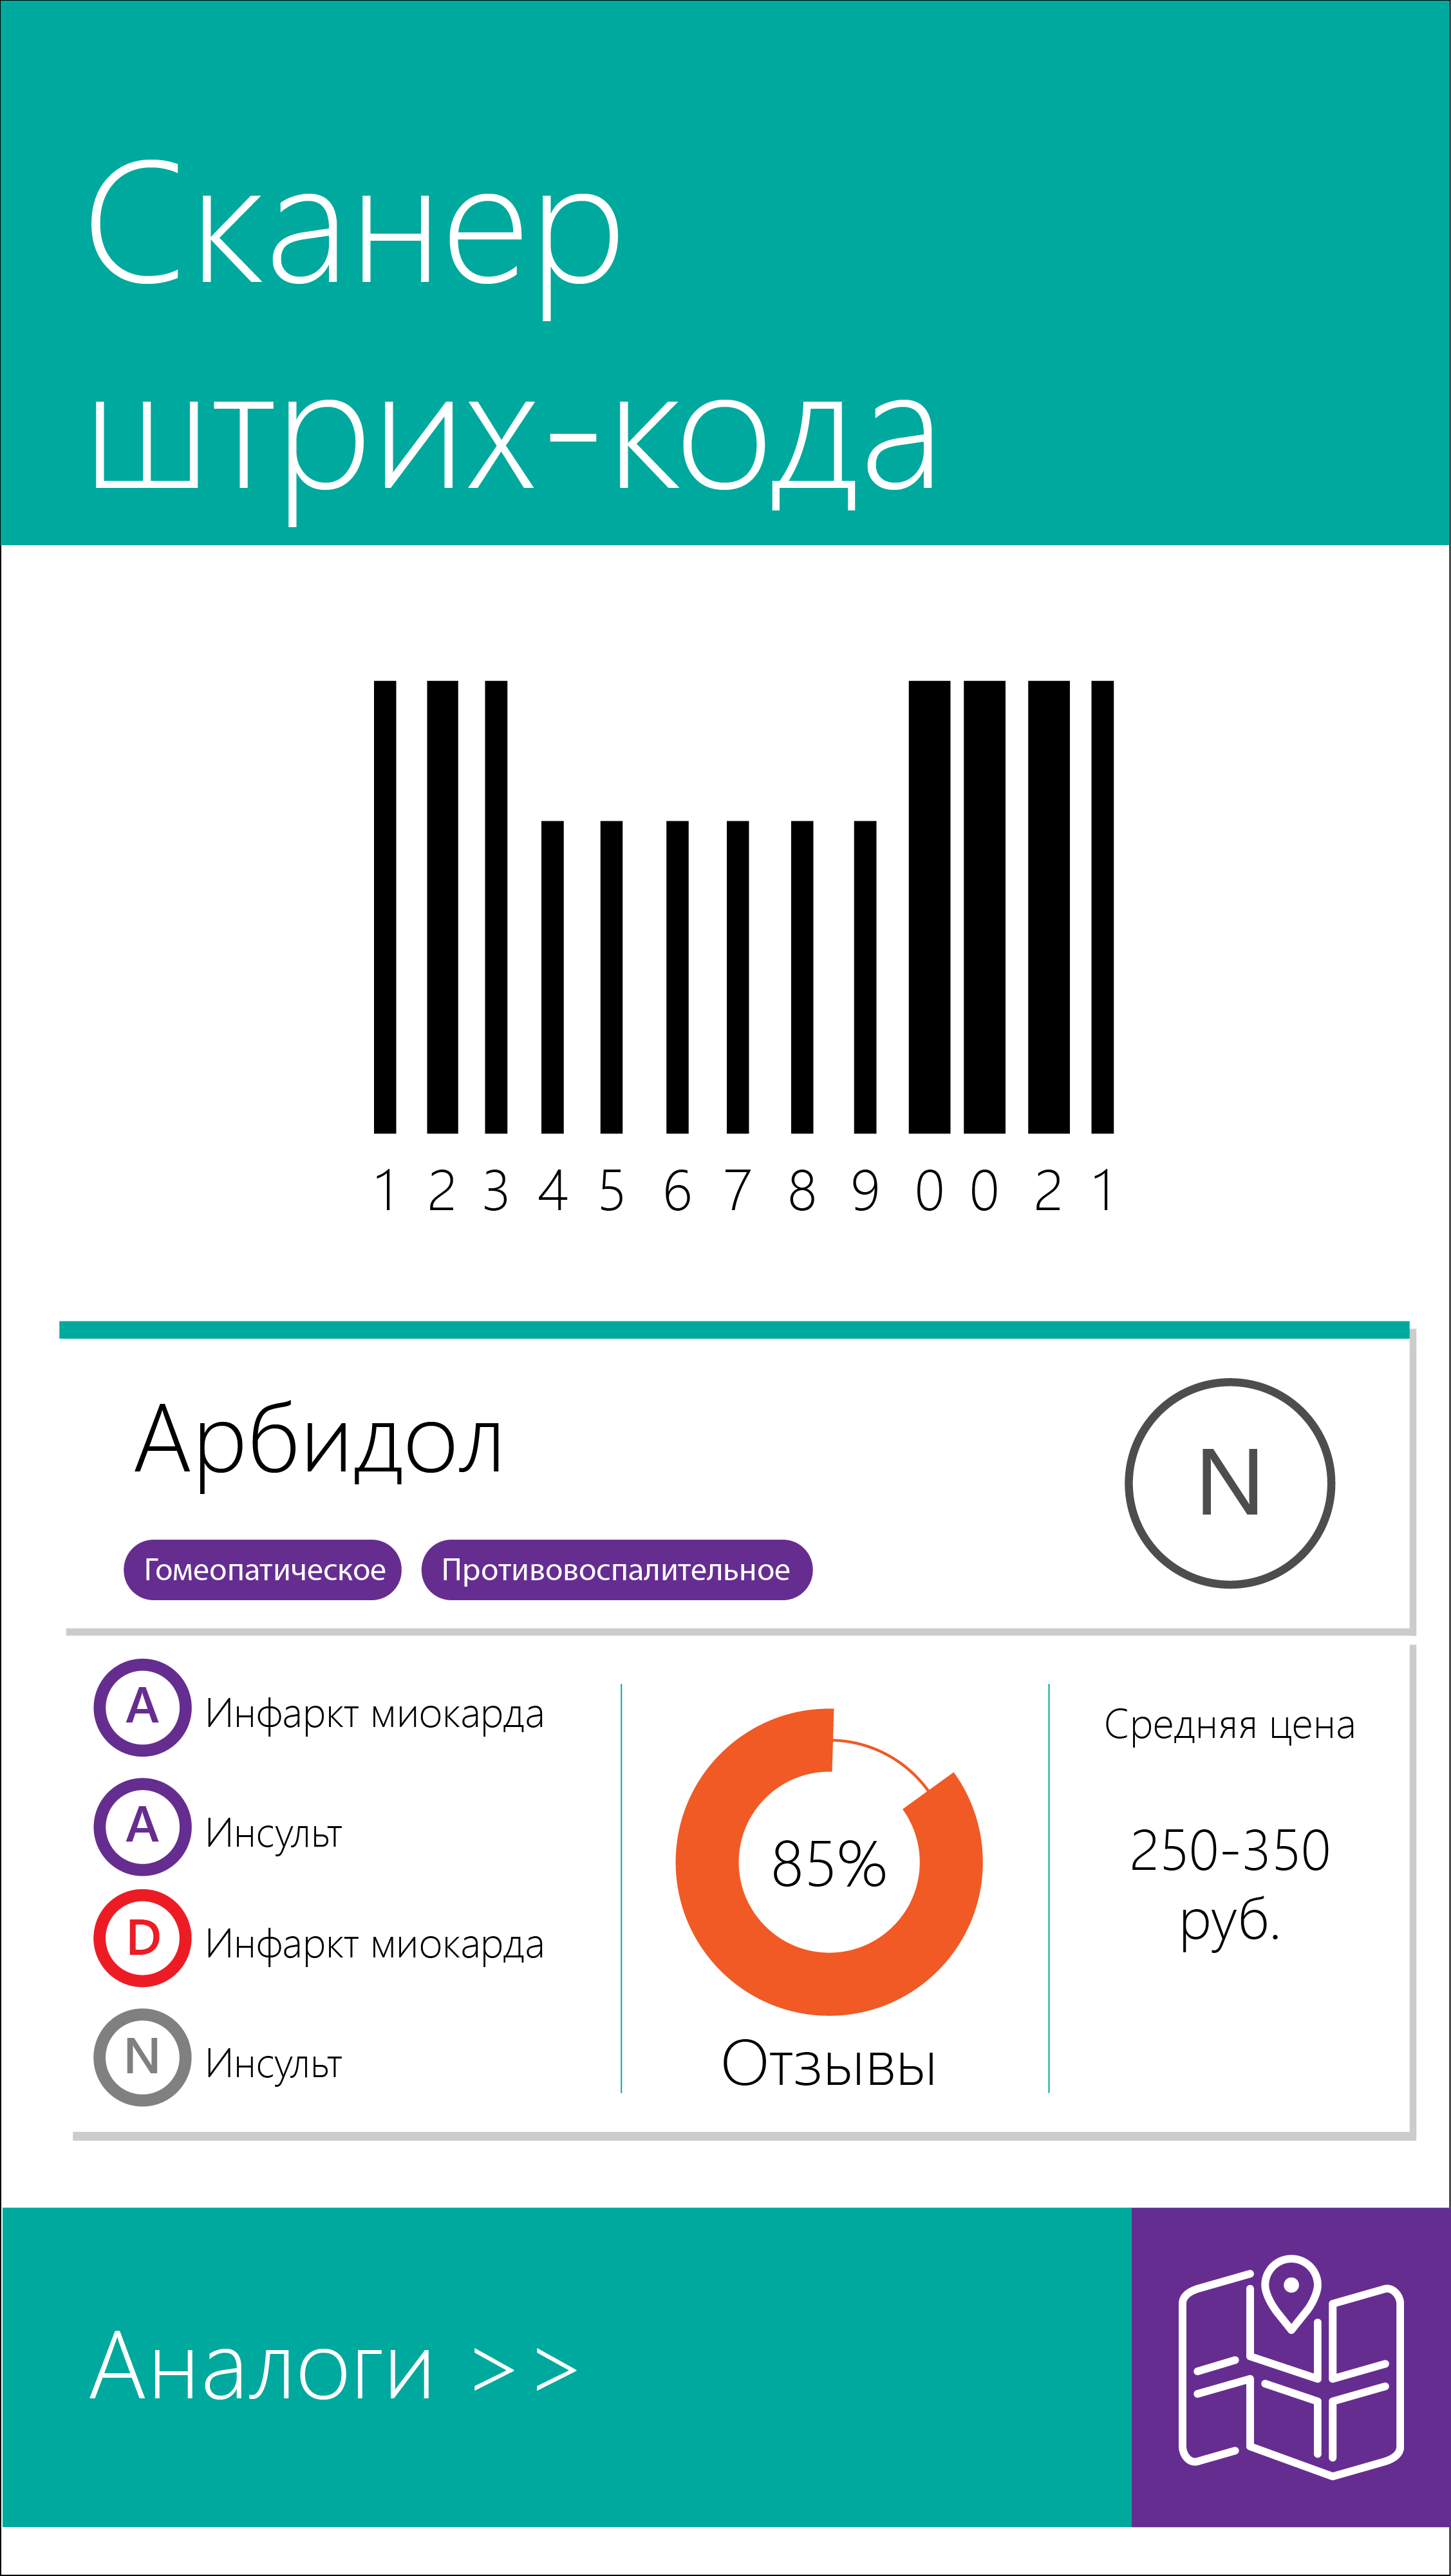 Сканер
штрих-кода
1 2 3 4 5 6 7 8 9 0 0 2 1
Арбидол
N
Гомеопатическое Противовоспалительное
A Инфаркт миокарда
A Инсульт
D Инфаркт миокарда
N Инсульт
85%
Отзывы
Средняя цена
250-350
руб.
Аналоги >>